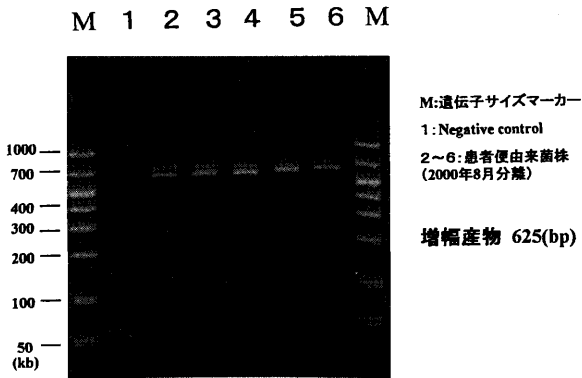 M 1 2 3 4 5 6 M
1000
700
400
300
200
100
50
(kb)
M:遺伝子サイズマーカー
1:Negative control
2～6:患者便由来菌株
(2000年8月分離)
増幅産物 625(bp)